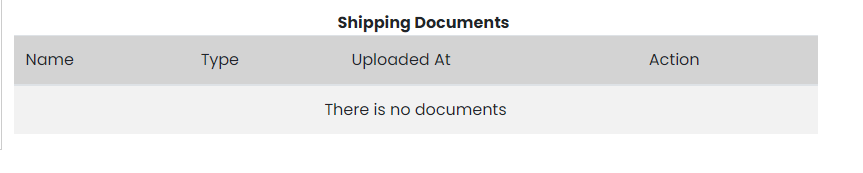 Shipping Documents
Name Type Uploaded At Action
There is no documents